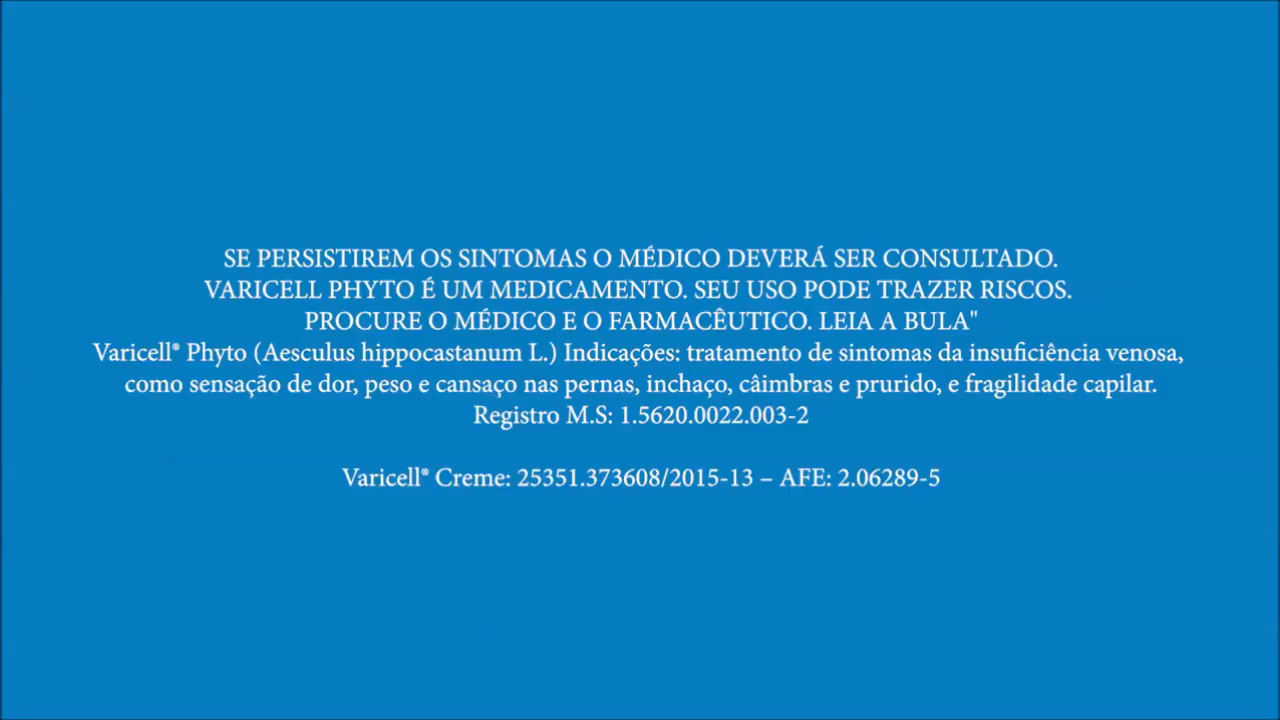 SE PERSISTIREM OS SINTOMAS O MÉDICO DEVERÁ SER CONSULTADO.
VARICELL PHYTO É UM MEDICAMENTO. SEU USO PODE TRAZER RISCOS.
PROCURE O MÉDICO E O FARMACÊUTICO. LEIA A BULA"
Varicell® Phyto (Aesculus hippocastanum L.) Indicações: tratamento de sintomas da insuficiência venosa,
como sensação de dor, peso e cansaço nas pernas, inchaço, câimbras e prurido, e fragilidade capilar.
Registro M.S: 1.5620.0022.003-2
Varicell® Creme: 25351.373608/2015-13 – AFE: 2.06289-5